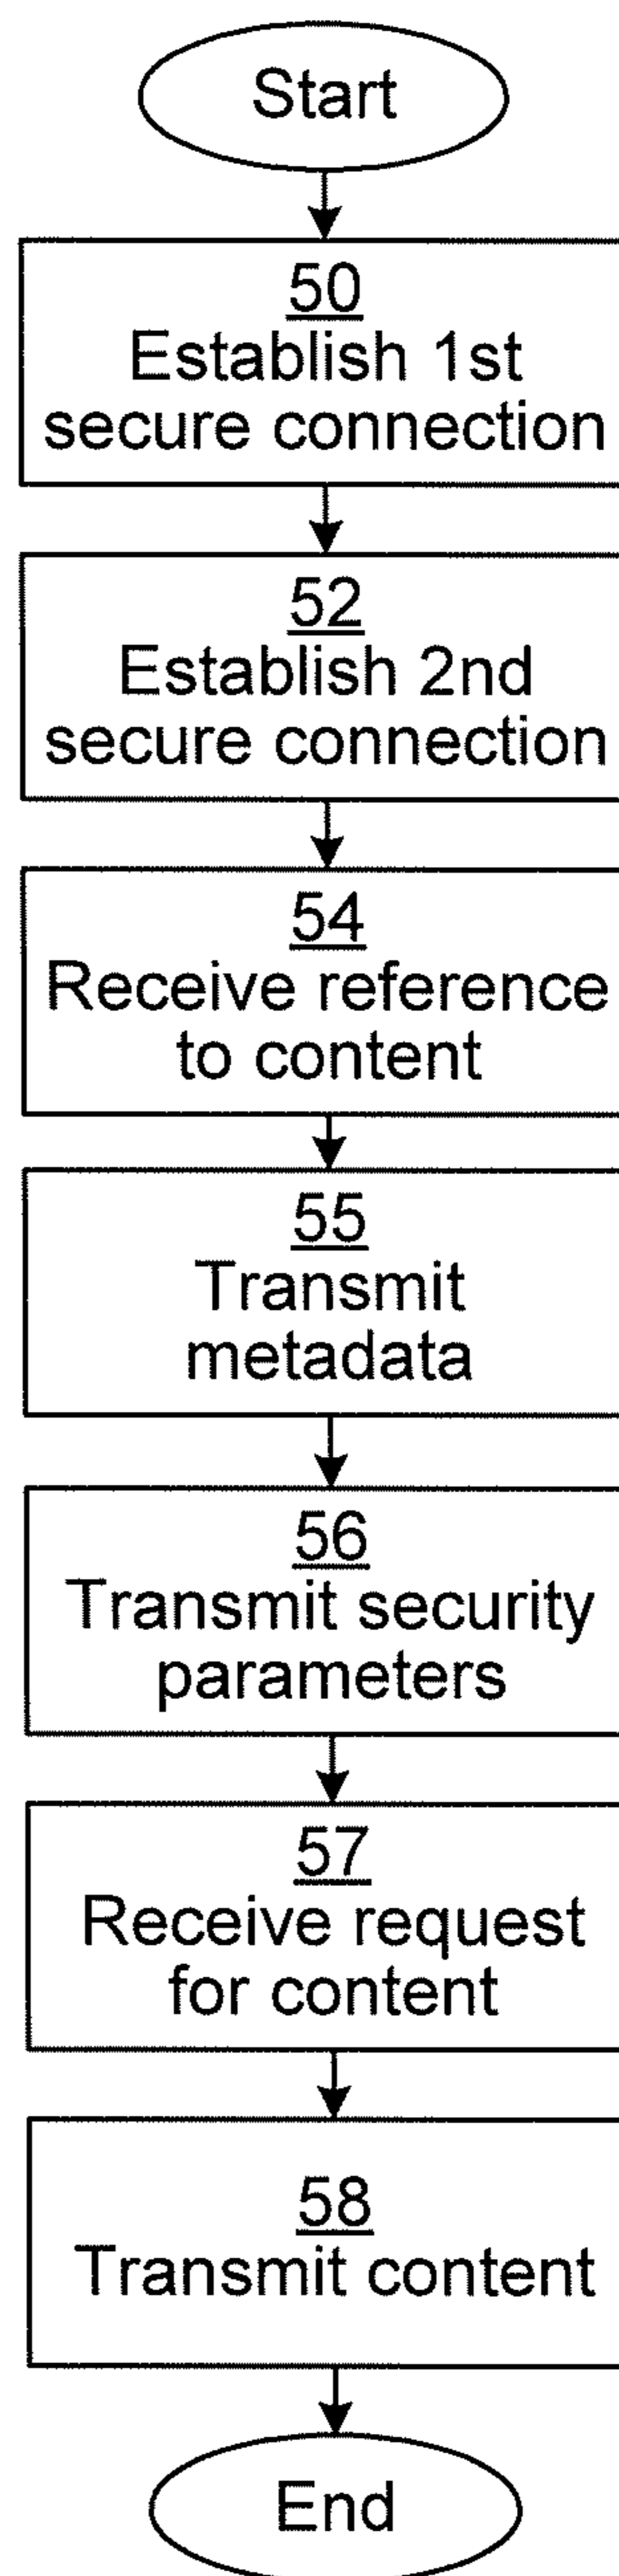 Start
50
Establish 1st
secure connection
52
Establish 2nd
secure connection
54
Receive reference
to content
55
Transmit
metadata
56
Transmit security
parameters
57
Receive request
for content
58
Transmit content
End